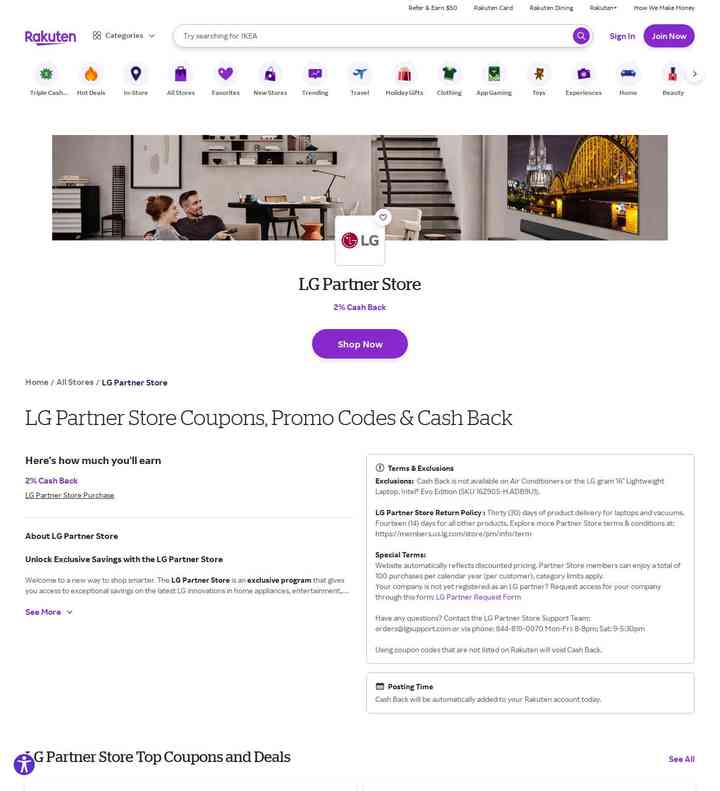 Refer & Earn $50 Rakuten Card Rakuten Dining Rakuten+ How We Make Money
Rakuten Categories Try searching for 'IKEA Sign In Join Now
Triple Cash... Hot Deals In-Store All Stores Favorites New Stores Trending Travel Holiday Gifts Clothing App Gaming Toys Experiences Home Beauty
LG
LG Partner Store
2% Cash Back
Shop Now
Home / All Stores / LG Partner Store
LG Partner Store Coupons, Promo Codes & Cash Back
Here's how much you'll earn
2% Cash Back
LG Partner Store Purchase
About LG Partner Store
Unlock Exclusive Savings with the LG Partner Store
Welcome to a new way to shop smarter. The LG Partner Store is an exclusive program that gives
you access to exceptional savings on the latest LG innovations in home appliances, entertainment,...
See More
Terms & Exclusions
Exclusions: Cash Back is not available on Air Conditioners or the LG gram 16" Lightweight
Laptop, Intel® Evo Edition (SKU 16Z90S-H.ADB9U1).
LG Partner Store Return Policy: Thirty (30) days of product delivery for laptops and vacuums.
Fourteen (14) days for all other products. Explore more Partner Store terms & conditions at:
https://members.us.lg.com/store/pm/info/term
Special Terms:
Website automatically reflects discounted pricing. Partner Store members can enjoy a total of
100 purchases per calendar year (per customer), category limits apply.
Your company is not yet registered as an LG partner? Request access for your company
through this form: LG Partner Request Form
Have any questions? Contact the LG Partner Store Support Team:
orders@lgsupport.com or via phone: 844-819-0070 Mon-Fri: 8-8pm; Sat: 9-5:30pm
Using coupon codes that are not listed on Rakuten will void Cash Back.
Posting Time
Cash Back will be automatically added to your Rakuten account today.
LG Partner Store Top Coupons and Deals See All